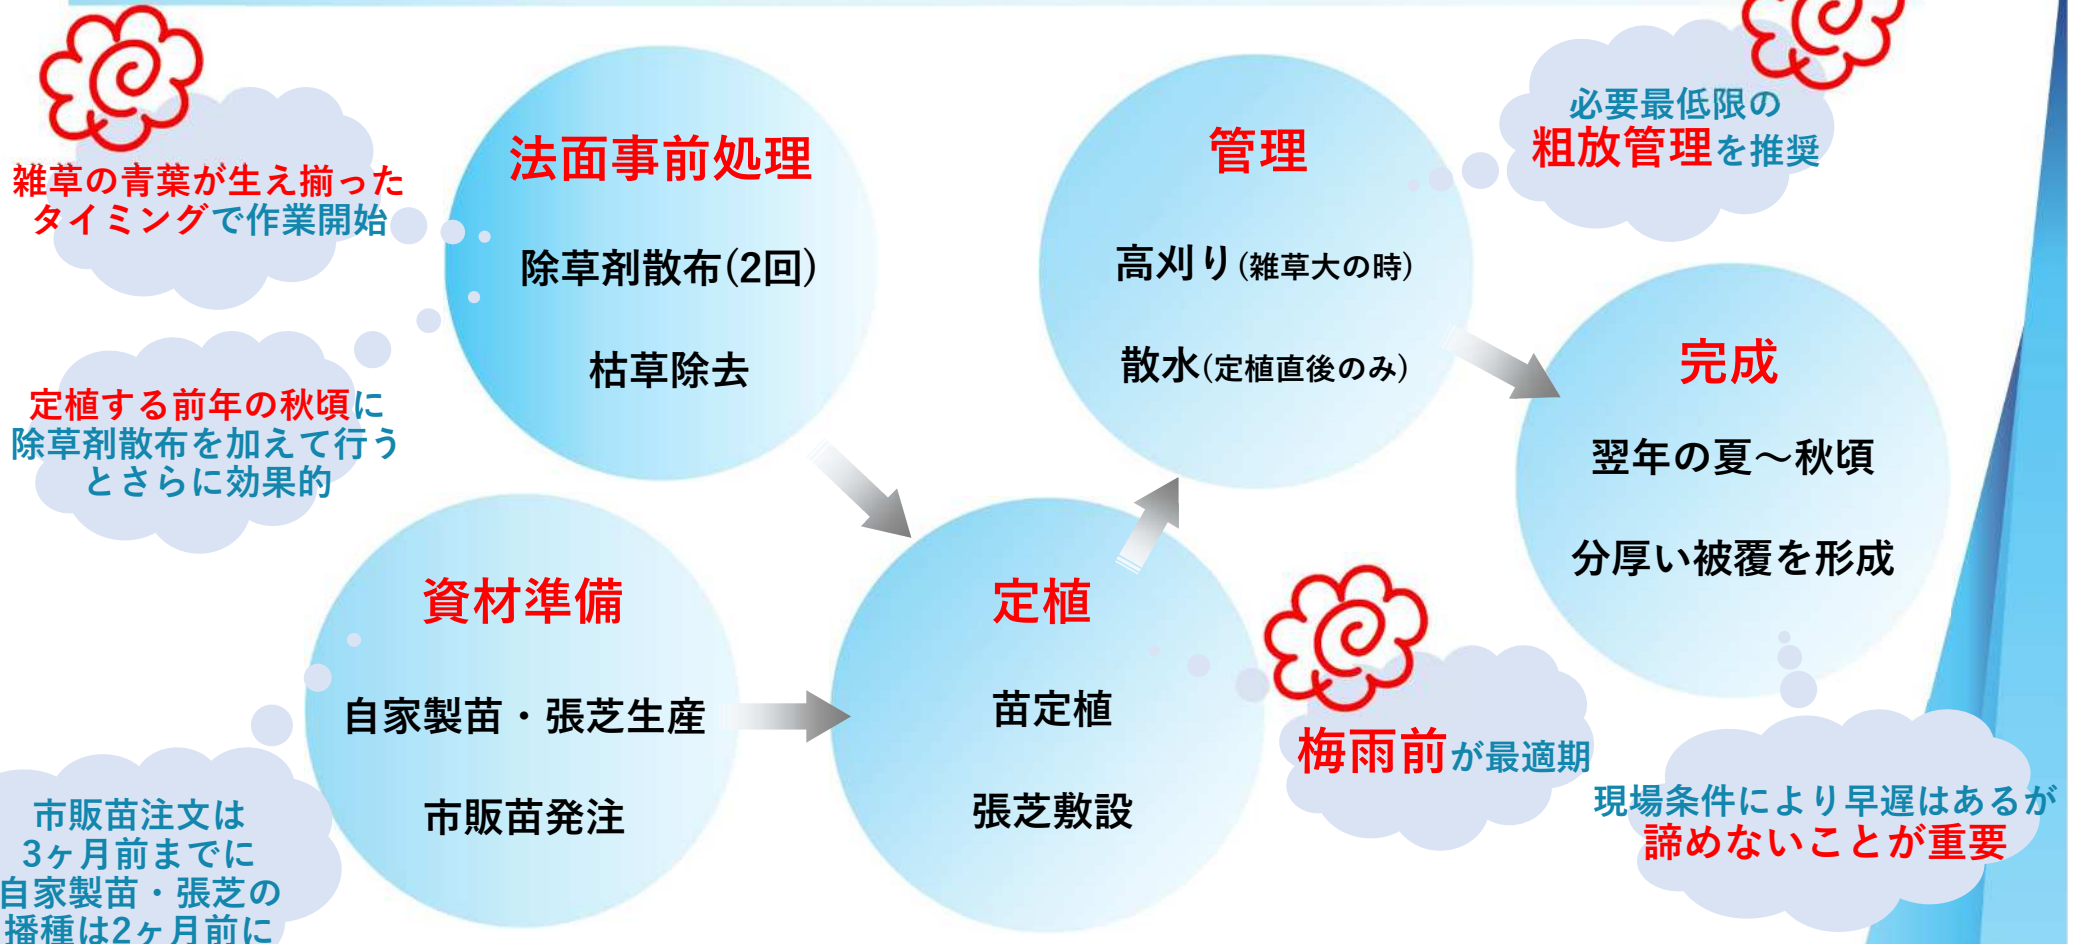 雑草の青葉が生え揃った
タイミングで作業開始
定植する前年の秋頃に
除草剤散布を加えて行う
とさらに効果的
法面事前処理
除草剤散布(2回)
枯草除去
資材準備
自家製苗・張芝生産
市販苗発注
市販苗注文は
3ヶ月前までに
自家製苗・張芝の
播種は2ヶ月前に
定植
苗定植
張芝敷設
梅雨前が最適期
管理
高刈り(雑草大の時)
散水(定植直後のみ)
必要最低限の
粗放管理を推奨
完成
翌年の夏～秋頃
分厚い被覆を形成
現場条件により早遅はあるが
諦めないことが重要